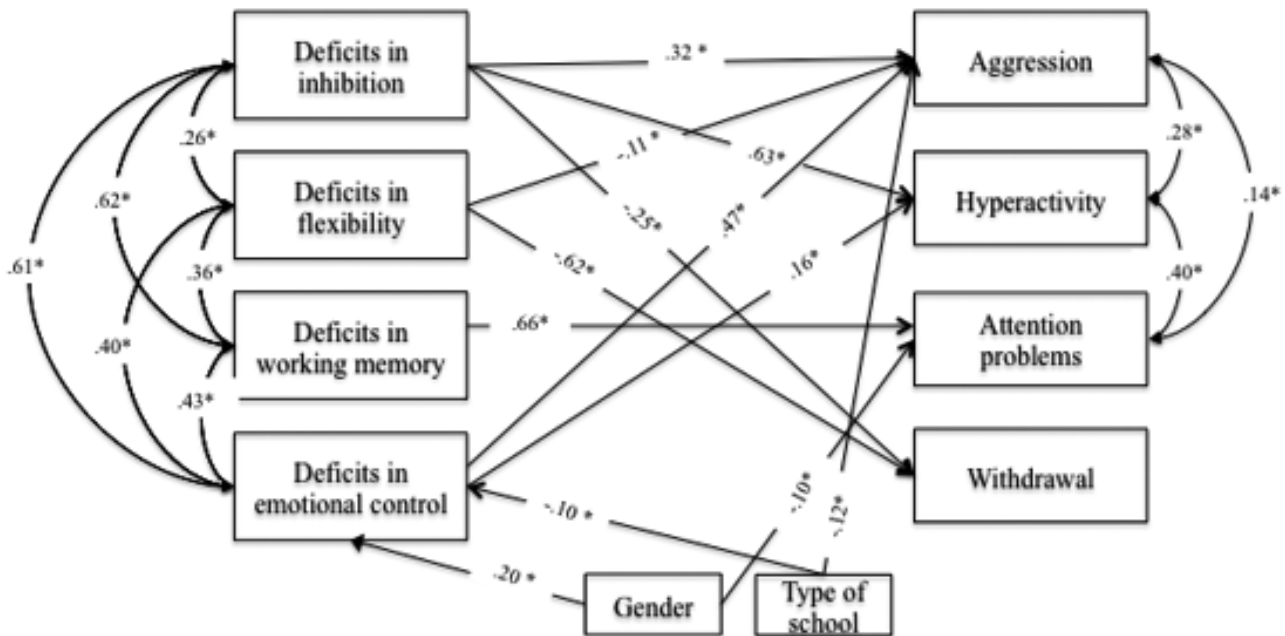 Deficits in
inhibition
Deficits in
flexibility
Deficits in
working memory
Deficits in
emotional control
Aggression
Hyperactivity
Attention
problems
Withdrawal
Gender
Type of
school
.26*
.62*
.36*
.61*
.40*
.43*
.32 *
-.11 *
.63*
-.25*
.47*
-.62*
.16*
.66*
-.10*
-.12*
-.10 *
.20 *
.28*
.14*
.40*